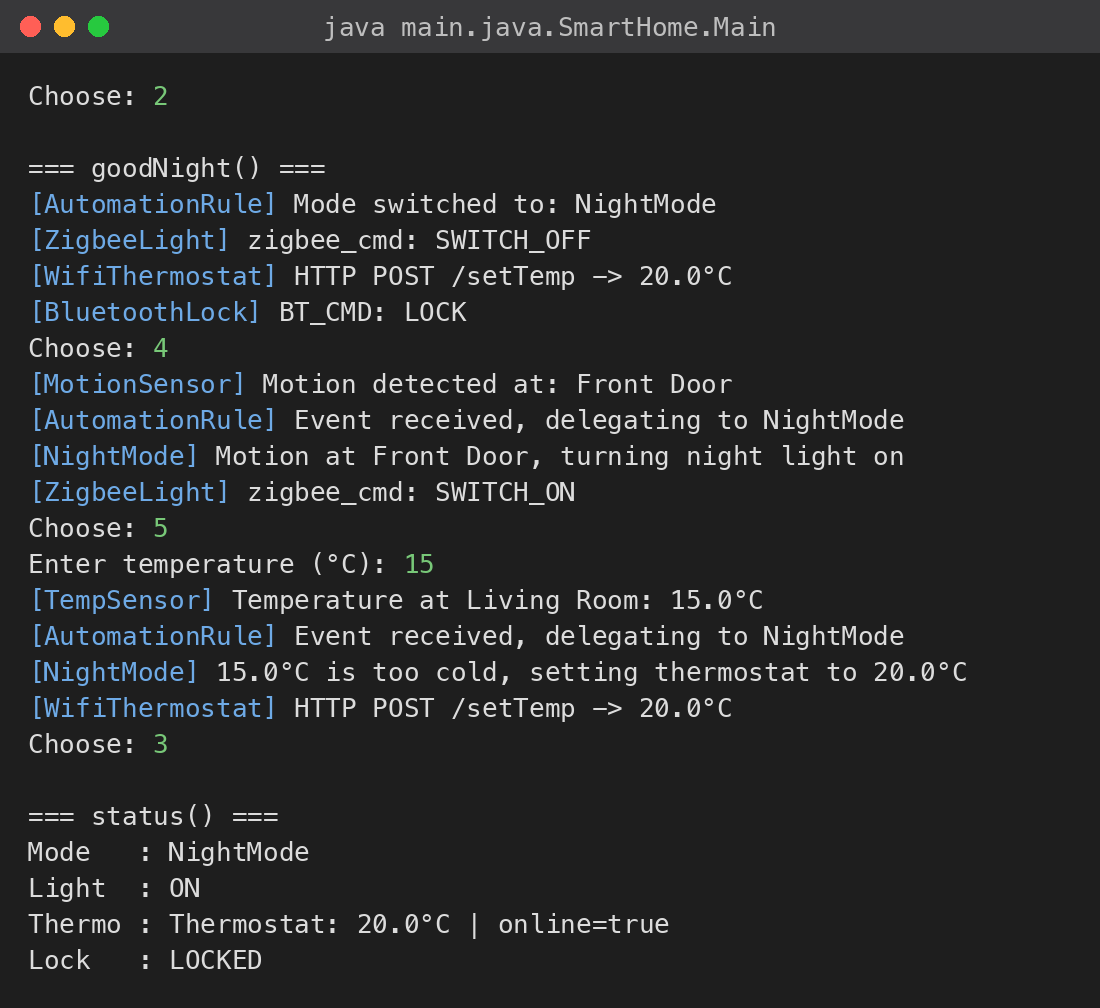 java main.java.SmartHome.Main
Choose: 2
=== goodNight() ===
[AutomationRule] Mode switched to: NightMode
[ZigbeeLight] zigbee_cmd: SWITCH_OFF
[WifiThermostat] HTTP POST /setTemp —> 20.0°C
[BluetoothLock] BT_CMD: LOCK
Choose: 4
[MotionSensor] Motion detected at: Front Door
[AutomationRule] Event received, delegating to NightMode
[NightMode] Motion at Front Door, turning night light on
[ZigbeeLight] zigbee_cmd: SWITCH_ON
Choose: 5
Enter temperature (°C): 15
[TempSensor] Temperature at Living Room: 15.0°C
[AutomationRule] Event received, delegating to NightMode
[NightMode] 15.0°C is too cold, setting thermostat to 20.0°C
[WifiThermostat] HTTP POST /setTemp —> 20.0°C
Choose: 3
=== status() ===
Mode   : NightMode
Light  : ON
Thermo : Thermostat: 20.0°C | online=true
Lock   : LOCKED